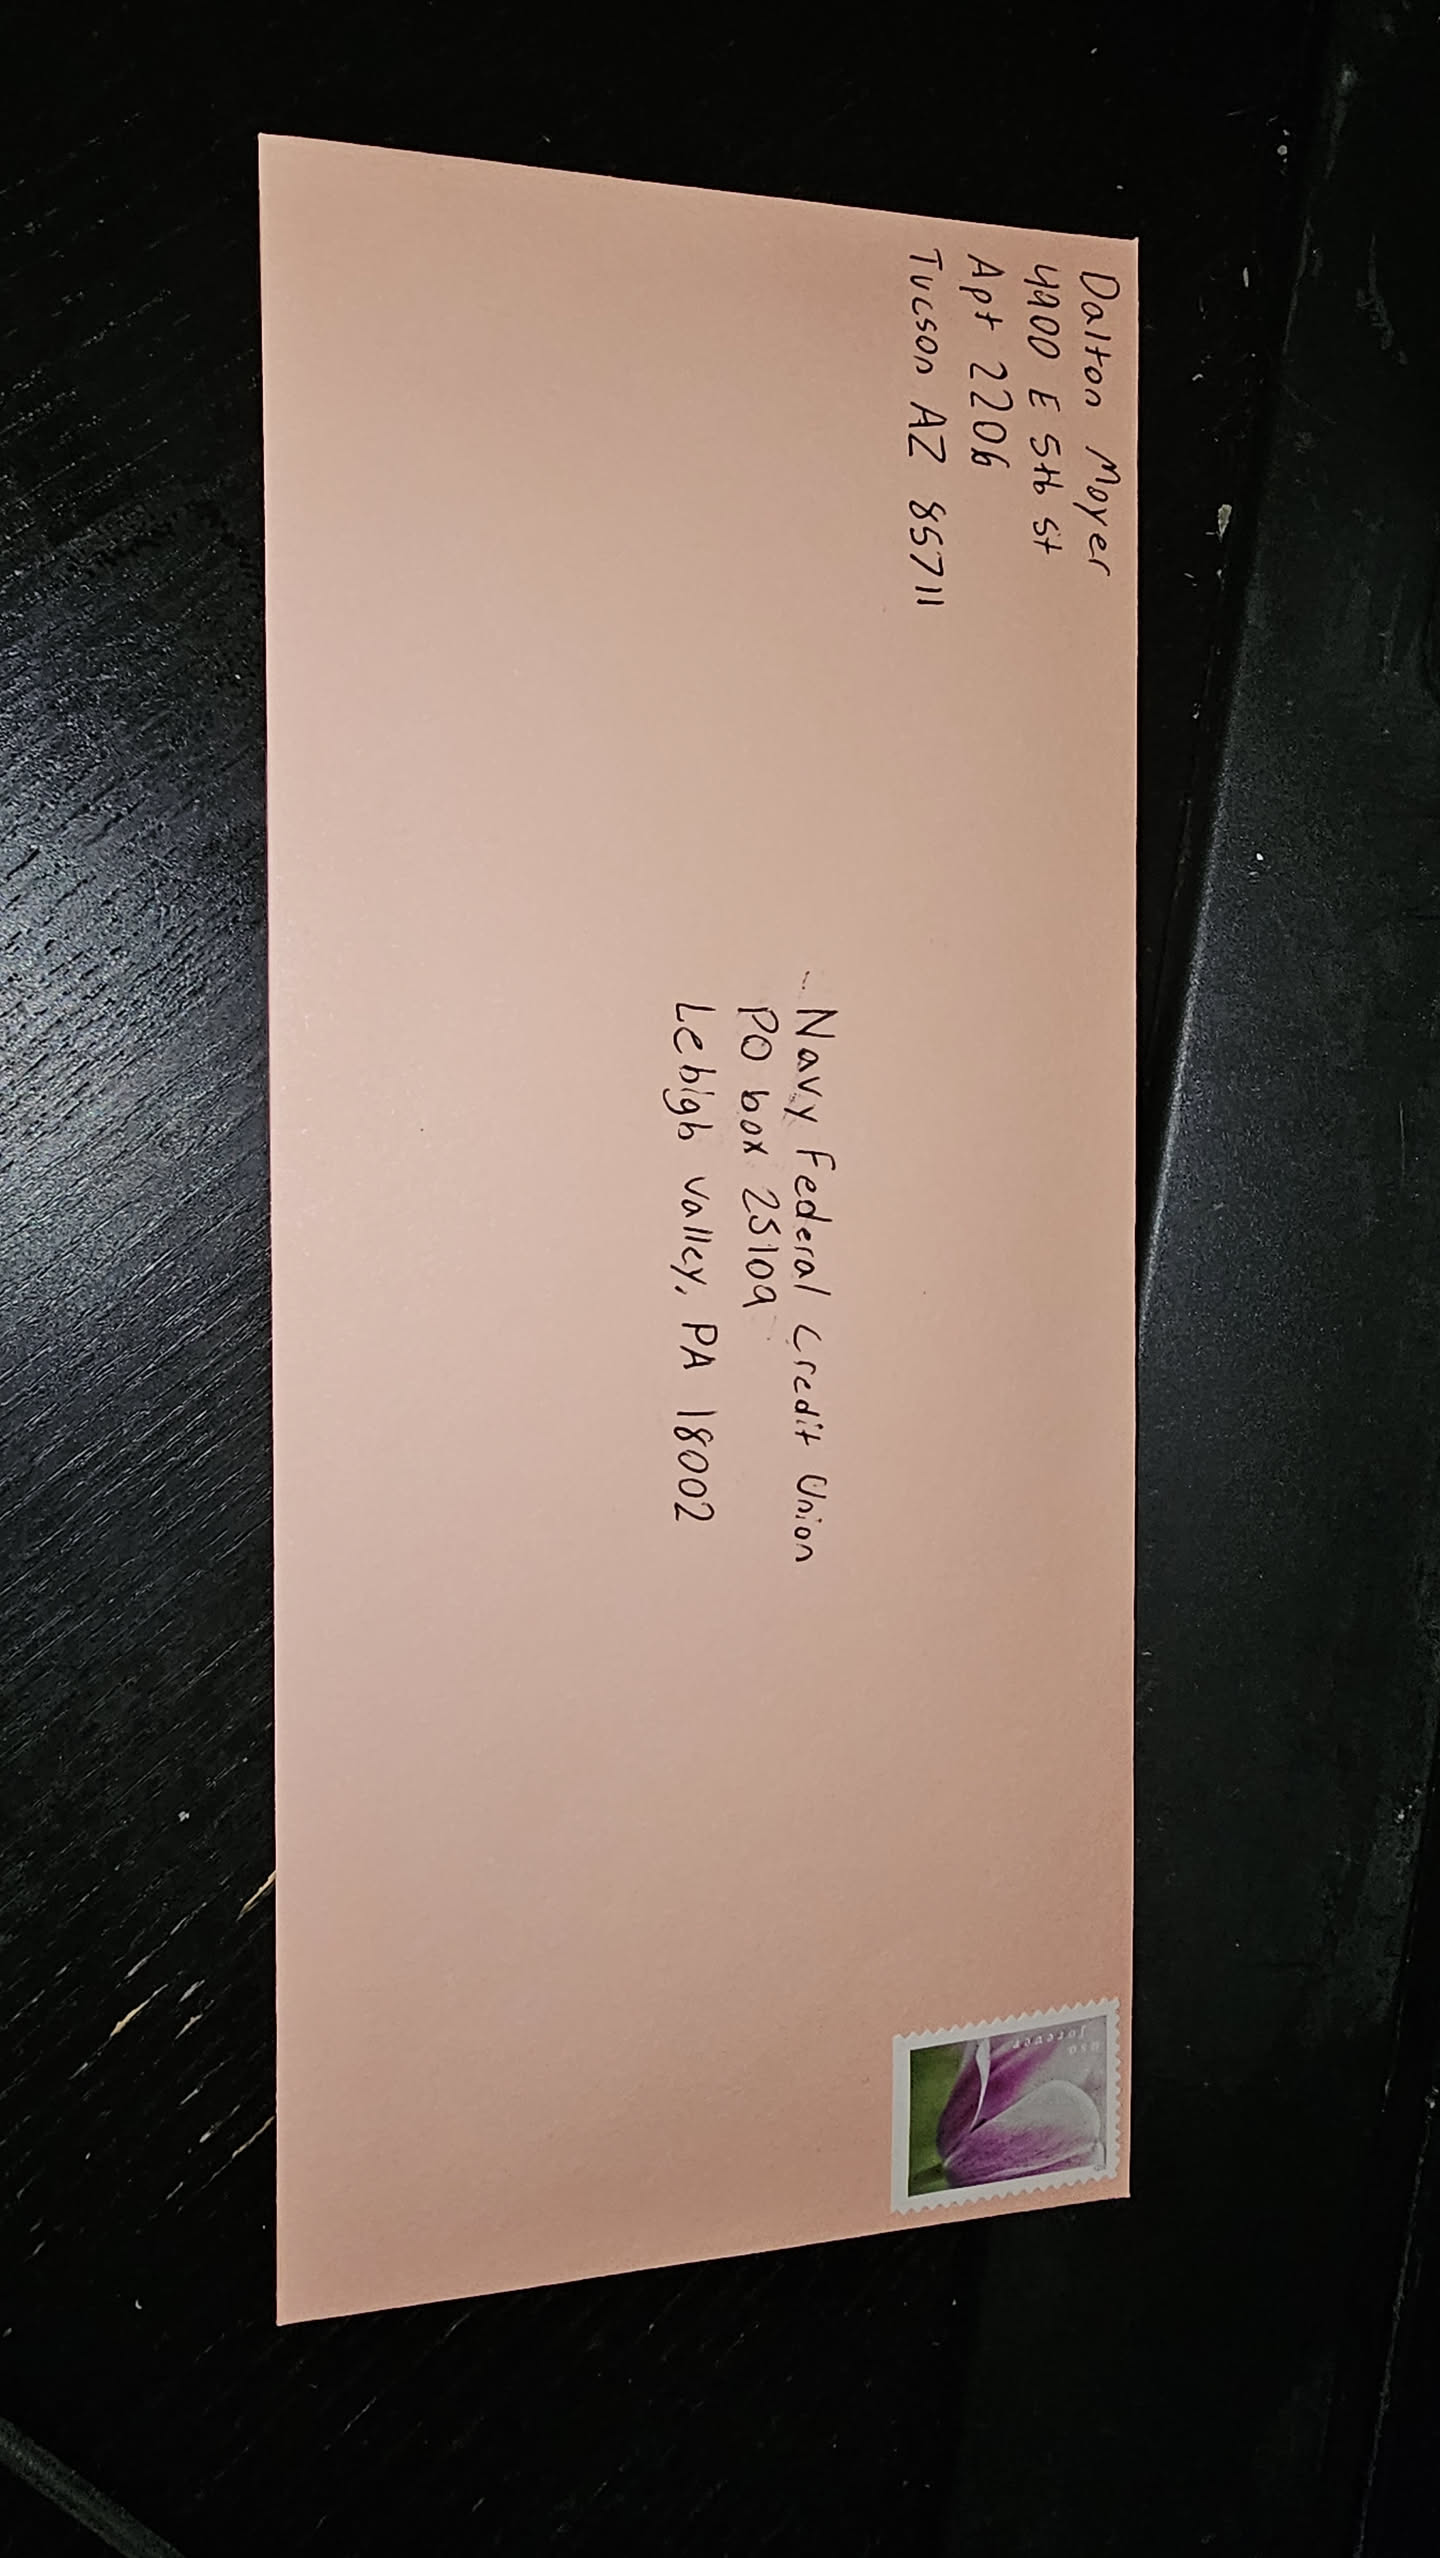 Dalton Moyer
4900 E 5th St
Apt 2206
Tucson AZ 85711
Navy Federal Credit Union
PO box 25109
Lehigh Valley, PA 18002
USA
forever